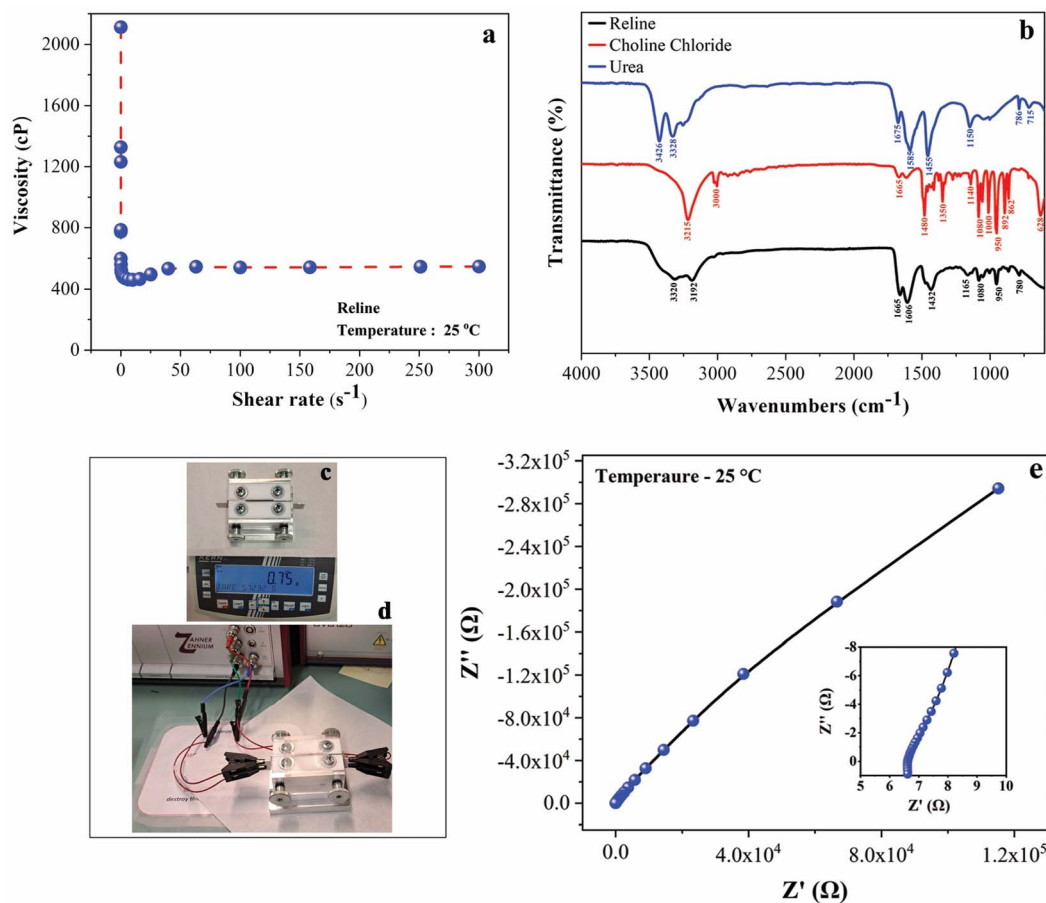 a
2000
1600
1200
800
400
0
Viscosity (cP)
Reline
Temperature : 25 °C
0 50 100 150 200 250 300
Shear rate (s⁻¹)
b
Reline
Choline Chloride
Urea
Transmittance (%)
3426 3328 1675 1585 1455 1150 786 715
3215 3000 1665 1480 1350 1140 1080 1000 950 892 862 628
3320 3192 1665 1606 1432 1165 1080 950 780
4000 3500 3000 2500 2000 1500 1000
Wavenumbers (cm⁻¹)
c
KERN
0.75
d
ZAHNER
ZENNIUM
destroy
e
Temperaure - 25 °C
-3.2x10⁵
-2.8x10⁵
-2.4x10⁵
-2.0x10⁵
-1.6x10⁵
-1.2x10⁵
-8.0x10⁴
-4.0x10⁴
0.0
Z'' (Ω)
0.0 4.0x10⁴ 8.0x10⁴ 1.2x10⁵
Z' (Ω)
-8
-6
-4
-2
0
Z'' (Ω)
5 6 7 8 9 10
Z' (Ω)